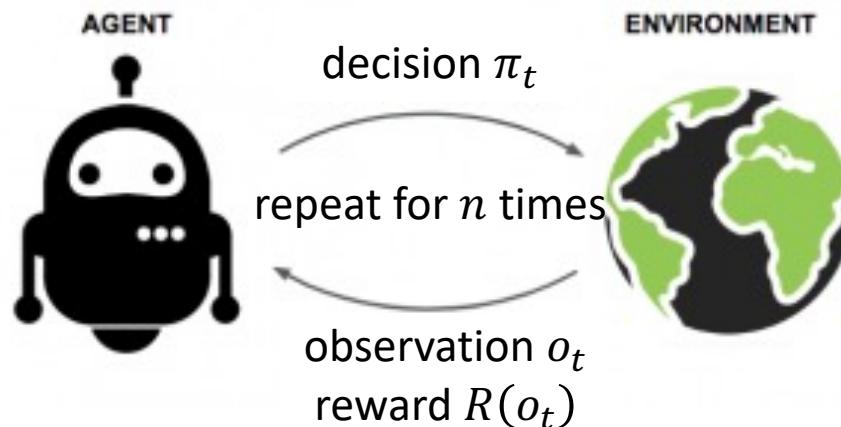 AGENT
ENVIRONMENT
decision π_t
repeat for n times
observation o_t
reward R(o_t)